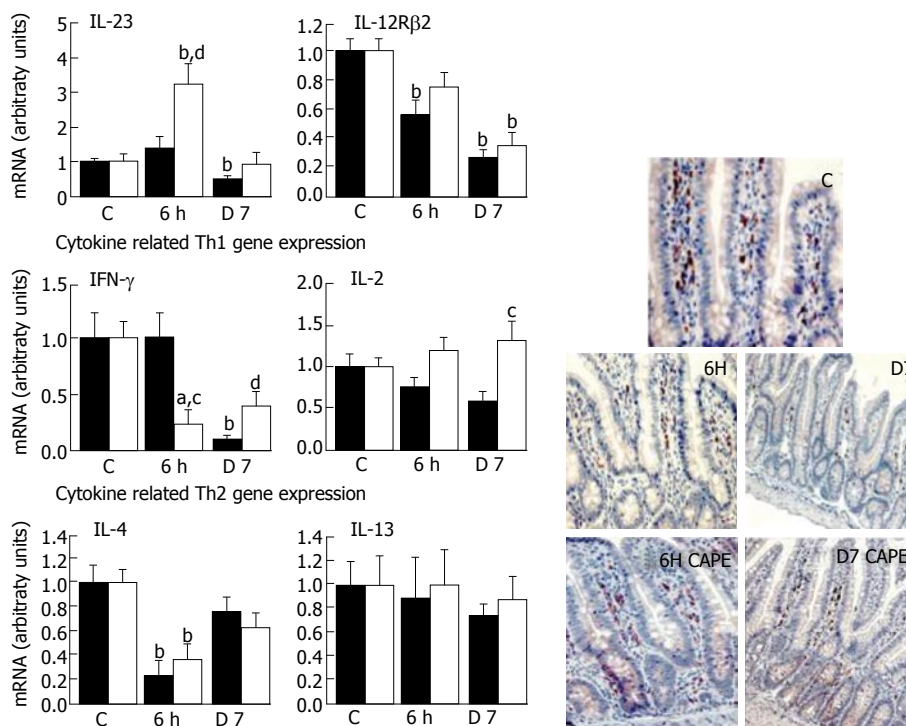 IL-23
IL-12Rβ2
mRNA (arbitraty units)
5
4
3
2
1
0
b,d
b
C
6 h
D 7
1.2
1.0
0.8
0.6
0.4
0.2
0.0
b
b
b
C
6 h
D 7
Cytokine related Th1 gene expression
IFN-γ
IL-2
mRNA (arbitraty units)
1.5
1.0
0.5
0.0
a,c
b
d
C
6 h
D 7
2.0
1.5
1.0
0.5
0.0
c
C
6 h
D 7
Cytokine related Th2 gene expression
IL-4
IL-13
mRNA (arbitraty units)
1.4
1.2
1.0
0.8
0.6
0.4
0.2
0.0
b
b
C
6 h
D 7
1.4
1.2
1.0
0.8
0.6
0.4
0.2
0.0
C
6 h
D 7
C
6H
D7
6H CAPE
D7 CAPE